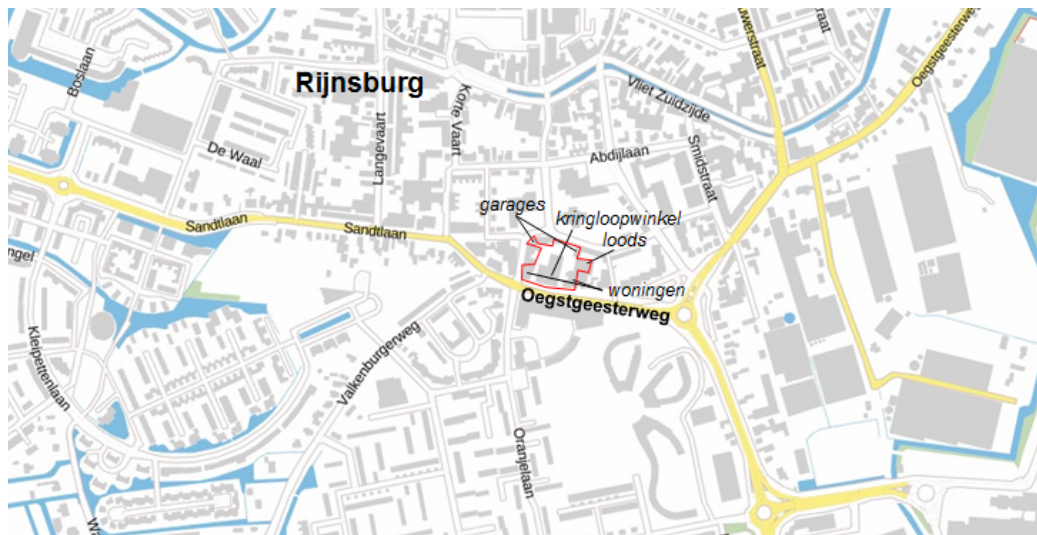 Boslaan
Rijnsburg
De Waal
Langevaart
Korte Vaart
Vliet Zuidzijde
Abdijlaan
Smidstraat
Oegstgeesterweg
Sandtlaan
Sandtlaan
garages
kringloopwinkel
loods
woningen
Oegstgeesterweg
Kleipettenlaan
Valkenburgerweg
Oranjelaan